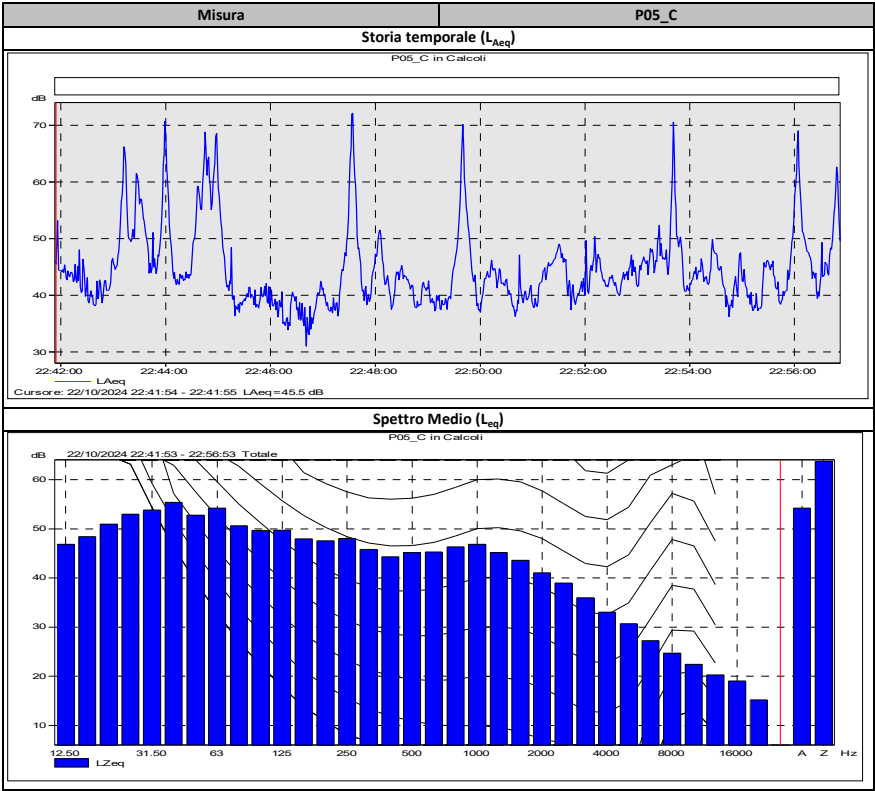 Misura P05_C
Storia temporale (LAeq)
P05_C in Calcoli
dB
70
60
50
40
30
22:42:00 22:44:00 22:46:00 22:48:00 22:50:00 22:52:00 22:54:00 22:56:00
LAeq
Cursore: 22/10/2024 22:41:54 - 22:41:55 LAeq=45.5 dB
Spettro Medio (Leq)
P05_C in Calcoli
dB 22/10/2024 22:41:53 - 22:56:53 Totale
60
50
40
30
20
10
12.50 31.50 63 125 250 500 1000 2000 4000 8000 16000 A Z Hz
LZeq